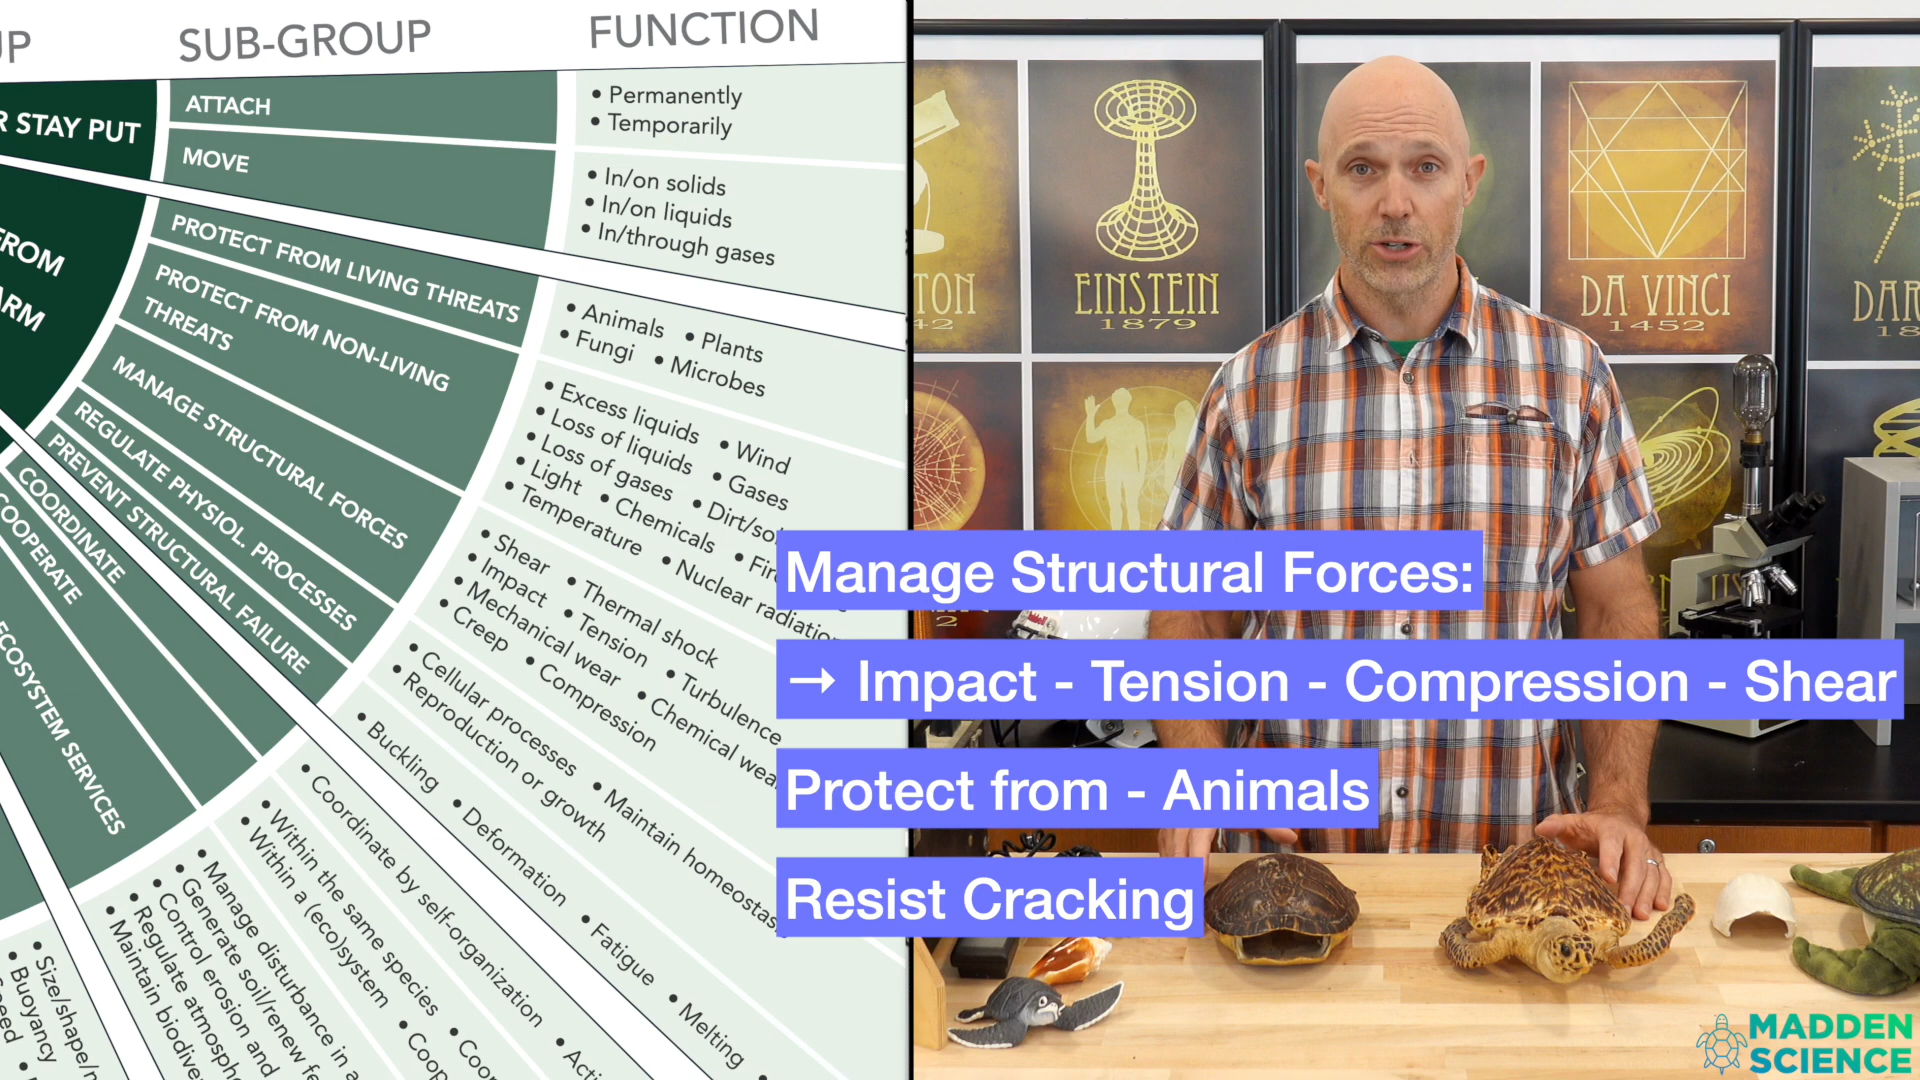 SUB-GROUP
FUNCTION
STAY PUT
ATTACH
• Permanently
• Temporarily
MOVE
• In/on solids
• In/on liquids
• In/through gases
FROM
PROTECT FROM LIVING THREATS
• Animals • Plants
• Fungi • Microbes
PROTECT FROM NON-LIVING
THREATS
• Excess liquids • Wind
• Loss of liquids • Gases
• Loss of gases
• Light • Chemicals
• Temperature • Nuclear radiation
MANAGE STRUCTURAL FORCES
• Shear • Thermal shock
• Impact • Tension • Turbulence
• Mechanical wear • Chemical
• Creep • Compression
REGULATE PHYSIOL. PROCESSES
• Cellular processes • Maintain homeostas
• Reproduction or growth
PREVENT STRUCTURAL FAILURE
• Buckling • Deformation • Fatigue • Melting
COORDINATE
• Coordinate by self-organization
COOPERATE
• Within the same species
• Within a (eco)system
ECOSYSTEM SERVICES
• Manage disturbance in a
• Generate soil/renew
• Control erosion and
• Regulate
• Maintain
• Size/shape/
• Buoyancy
EINSTEIN
1879
DA VINCI
1452
Manage Structural Forces:
→ Impact - Tension - Compression - Shear
Protect from - Animals
Resist Cracking
MADDEN
SCIENCE